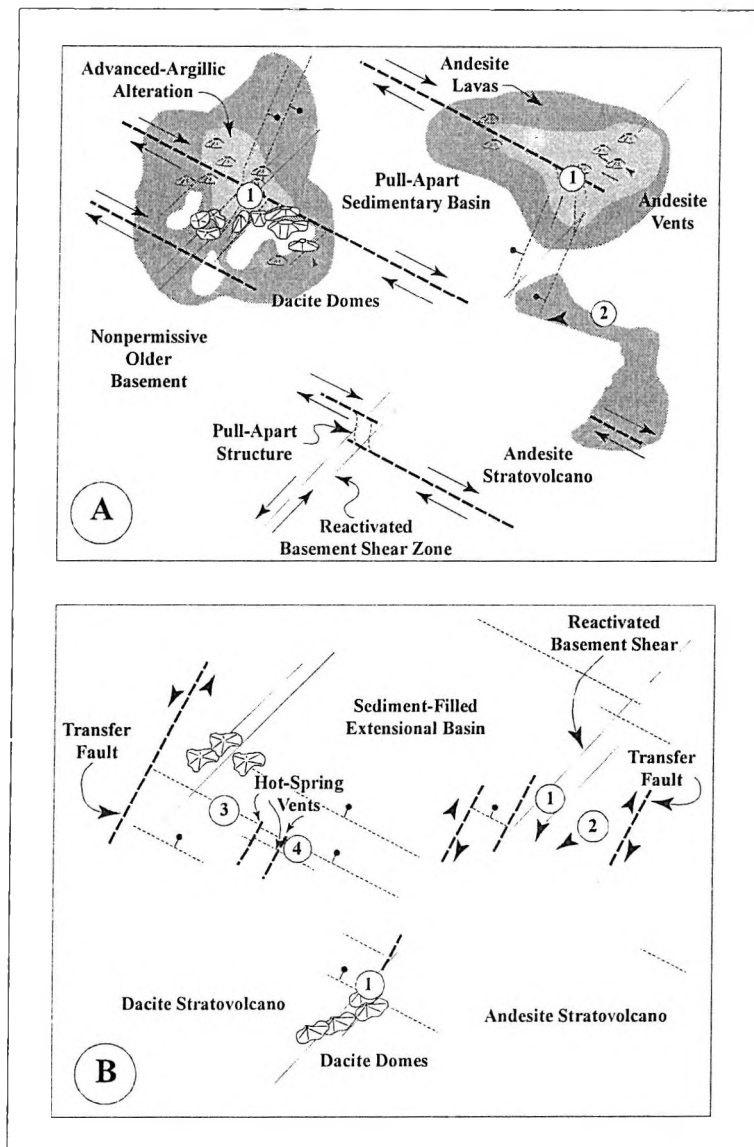 Advanced-Argillic
Alteration
Andesite
Lavas
1
1
Pull-Apart
Sedimentary Basin
Andesite
Vents
Dacite Domes
2
Nonpermissive
Older
Basement
Pull-Apart
Structure
Andesite
Stratovolcano
A
Reactivated
Basement Shear Zone
Reactivated
Basement Shear
Sediment-Filled
Extensional Basin
Transfer
Fault
Transfer
Fault
Hot-Spring
Vents
3
4
1
2
1
Dacite Stratovolcano
Andesite Stratovolcano
Dacite Domes
B